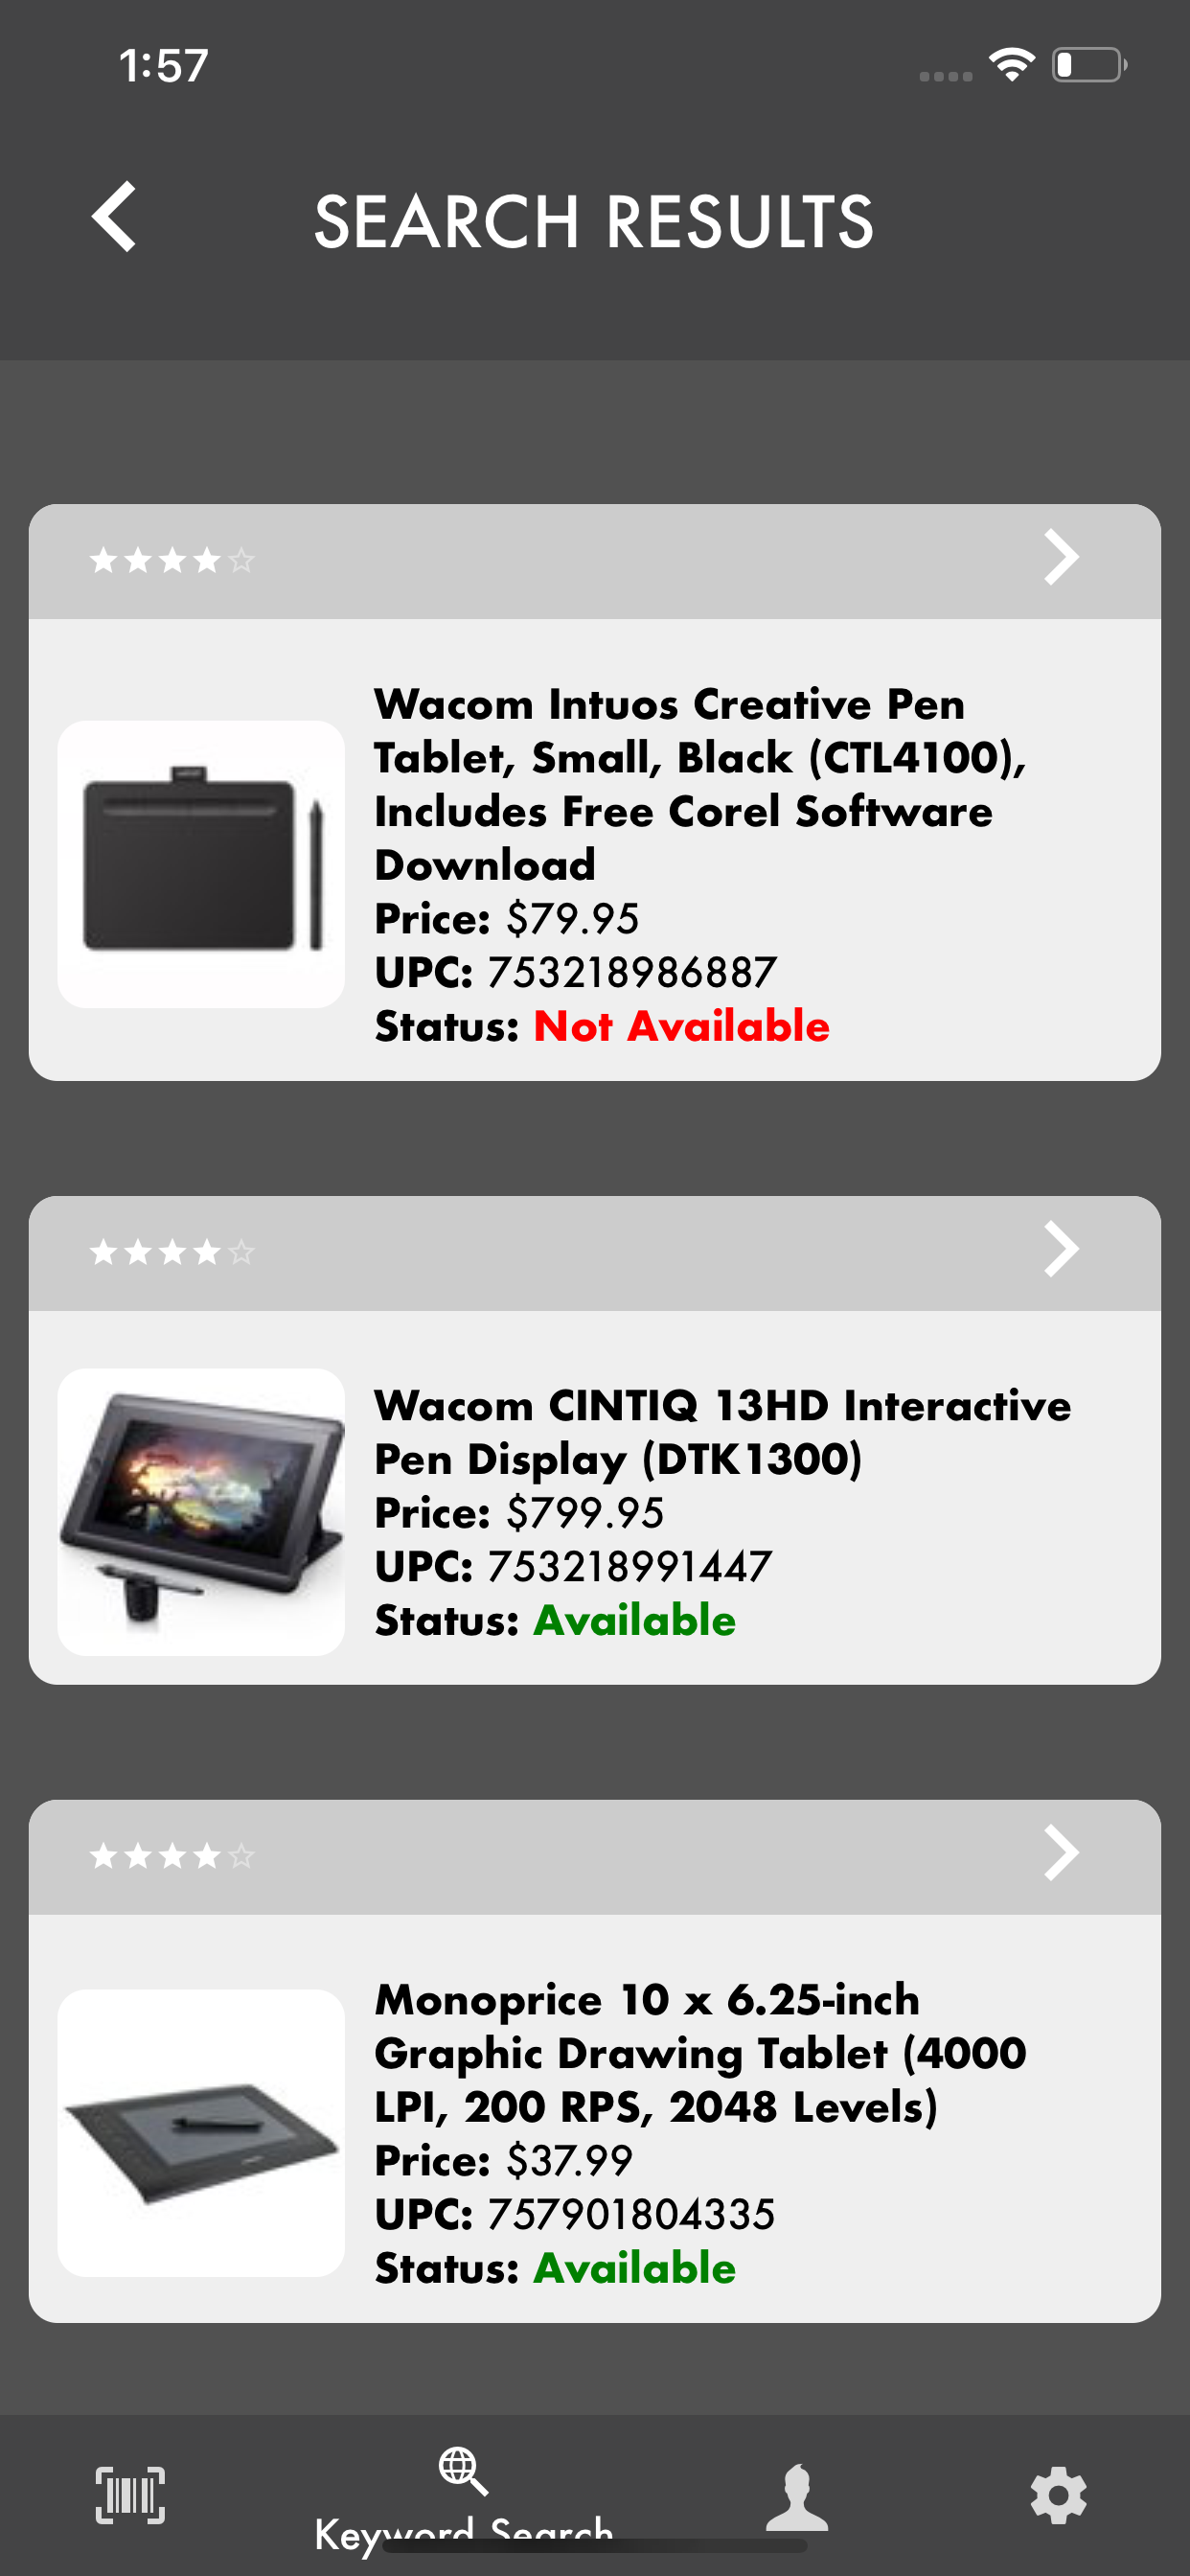 1:57
SEARCH RESULTS
Wacom Intuos Creative Pen
Tablet, Small, Black (CTL4100),
Includes Free Corel Software
Download
Price: $79.95
UPC: 753218986887
Status: Not Available
Wacom CINTIQ 13HD Interactive
Pen Display (DTK1300)
Price: $799.95
UPC: 753218991447
Status: Available
Monoprice 10 x 6.25-inch
Graphic Drawing Tablet (4000
LPI, 200 RPS, 2048 Levels)
Price: $37.99
UPC: 757901804335
Status: Available
Keyword Search